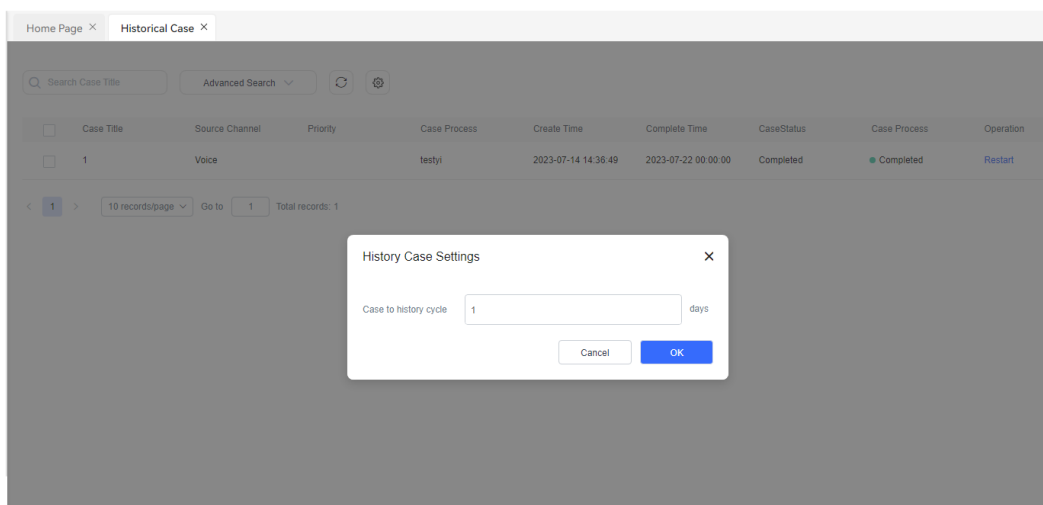 Home Page × Historical Case ×
Search Case Title Advanced Search
Case Title Source Channel Priority Case Process Create Time Complete Time CaseStatus Case Process Operation
1 Voice testyi 2023-07-14 14:36:49 2023-07-22 00:00:00 Completed Completed Restart
< 1 > 10 records/page Go to 1 Total records: 1
History Case Settings ×
Case to history cycle 1 days
Cancel OK